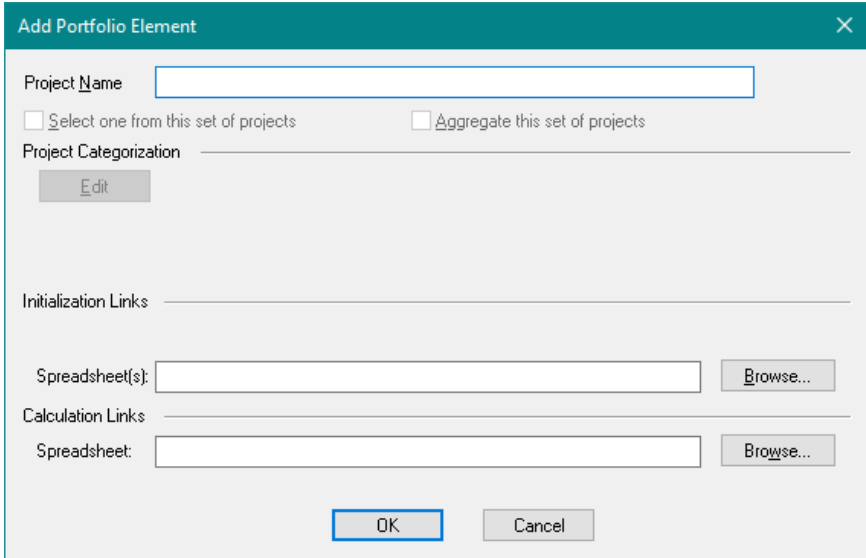 Add Portfolio Element
Project Name
Select one from this set of projects Aggregate this set of projects
Project Categorization
Edit
Initialization Links
Spreadsheet(s): Browse...
Calculation Links
Spreadsheet: Browse...
OK Cancel